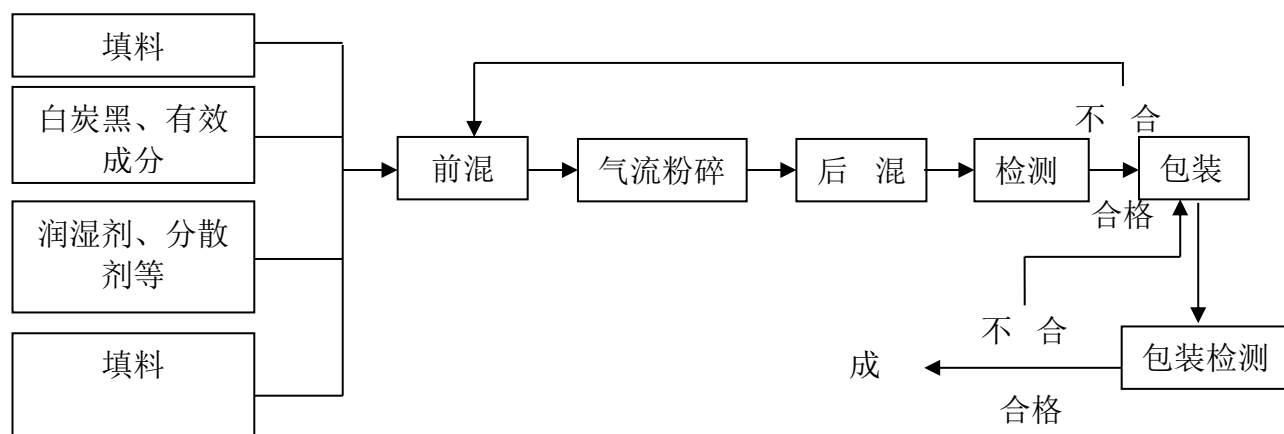 填料
白炭黑、有效
成分
润湿剂、分散
剂等
填料
前混
气流粉碎
后 混
检测
不 合
合格
包装
不 合
包装检测
成
合格